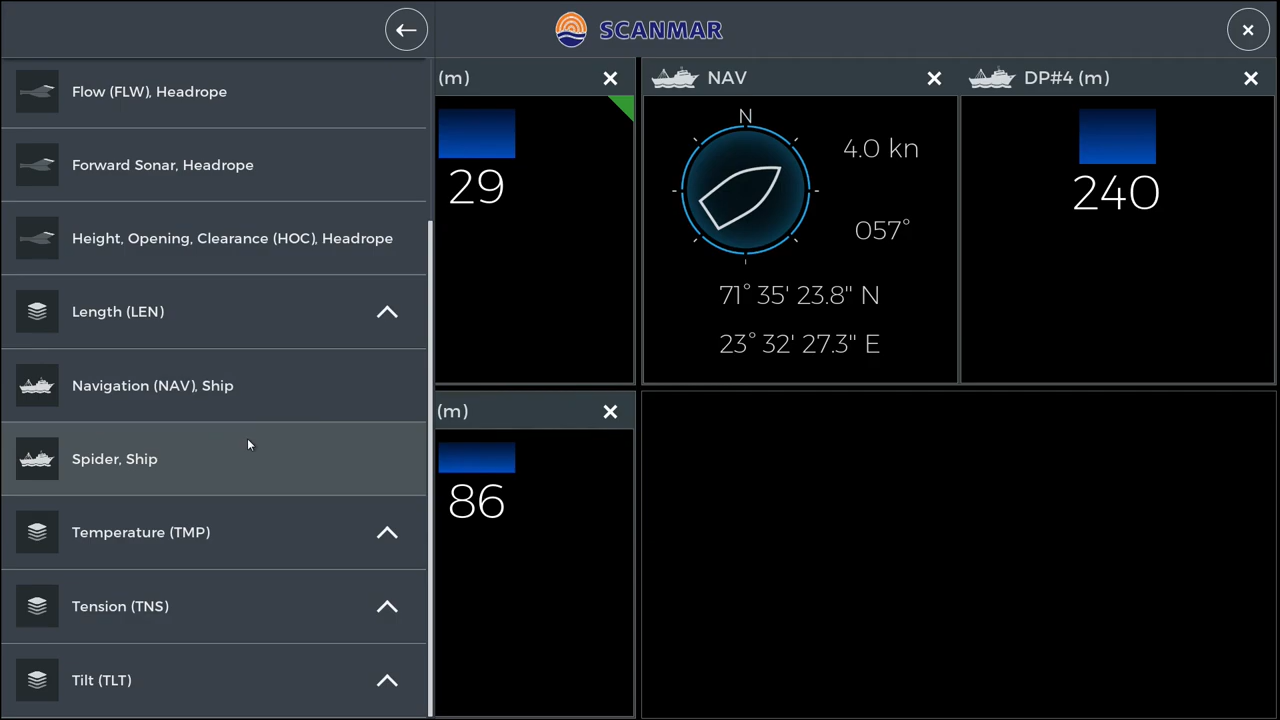 SCANMAR
Flow (FLW), Headrope
Forward Sonar, Headrope
Height, Opening, Clearance (HOC), Headrope
Length (LEN)
Navigation (NAV), Ship
Spider, Ship
Temperature (TMP)
Tension (TNS)
Tilt (TLT)
(m)
29
NAV
N
4.0 kn
057°
71° 35' 23.8" N
23° 32' 27.3" E
DP#4 (m)
240
(m)
86